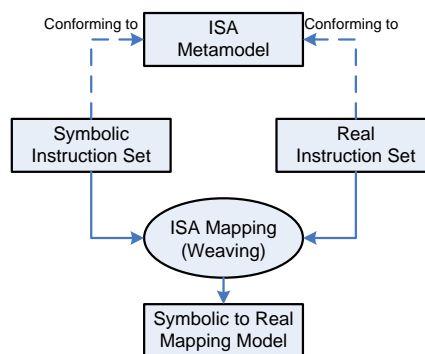 Conforming to
Conforming to
ISA
Metamodel
Symbolic
Instruction Set
Real
Instruction Set
ISA Mapping
(Weaving)
Symbolic to Real
Mapping Model